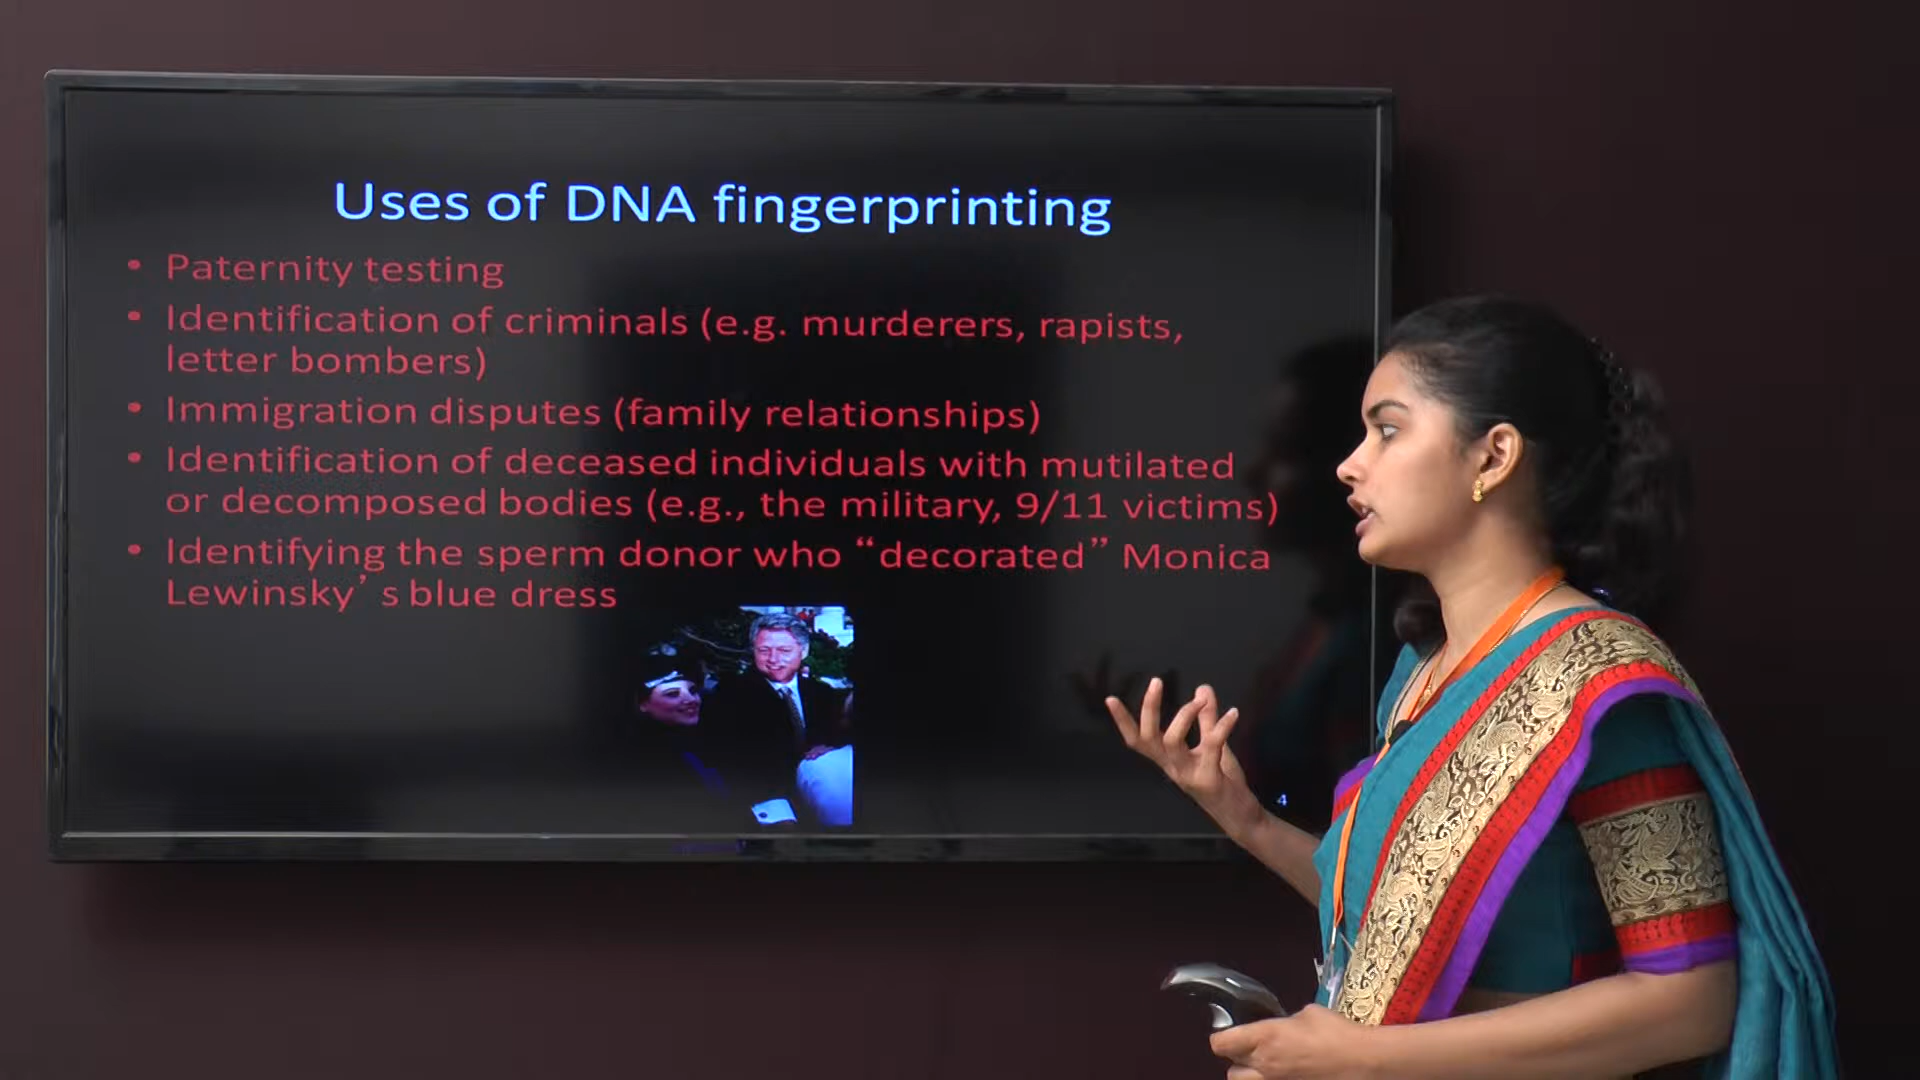 Uses of DNA fingerprinting
• Paternity testing
• Identification of criminals (e.g. murderers, rapists,
letter bombers)
• Immigration disputes (family relationships)
• Identification of deceased individuals with mutilated
or decomposed bodies (e.g., the military, 9/11 victims)
• Identifying the sperm donor who “decorated” Monica
Lewinsky’s blue dress
4